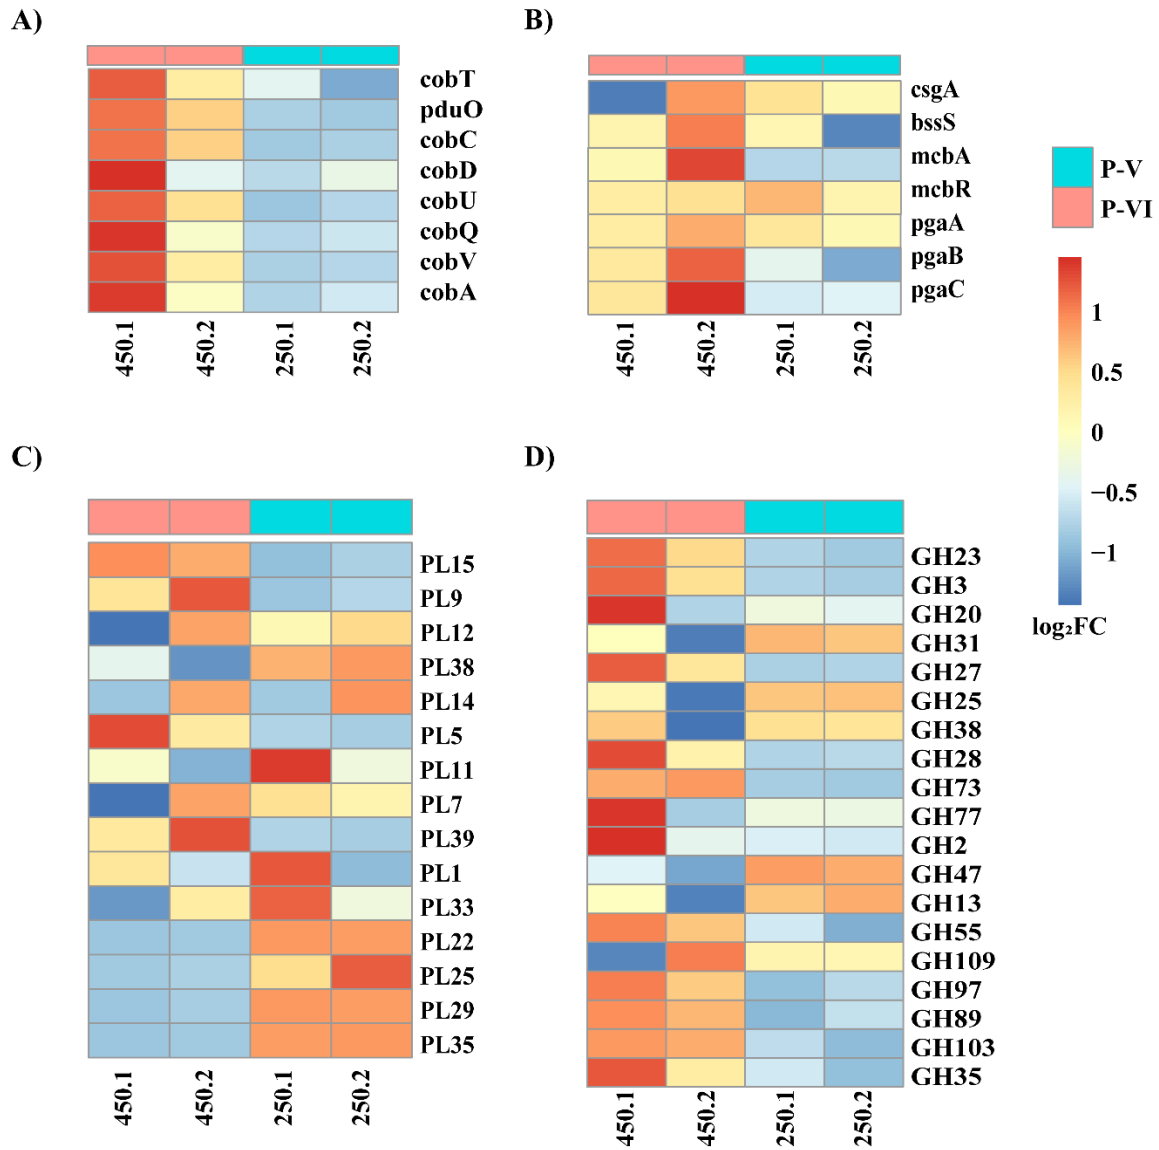 A)
cobT
pduO
cobC
cobD
cobU
cobQ
cobV
cobA
450.1 450.2 250.1 250.2
B)
csgA
bssS
mcbA
mcbR
pgaA
pgaB
pgaC
450.1 450.2 250.1 250.2
P-V
P-VI
1
0.5
0
−0.5
−1
log₂FC
C)
PL15
PL9
PL12
PL38
PL14
PL5
PL11
PL7
PL39
PL1
PL33
PL22
PL25
PL29
PL35
450.1 450.2 250.1 250.2
D)
GH23
GH3
GH20
GH31
GH27
GH25
GH38
GH28
GH73
GH77
GH2
GH47
GH13
GH55
GH109
GH97
GH89
GH103
GH35
450.1 450.2 250.1 250.2